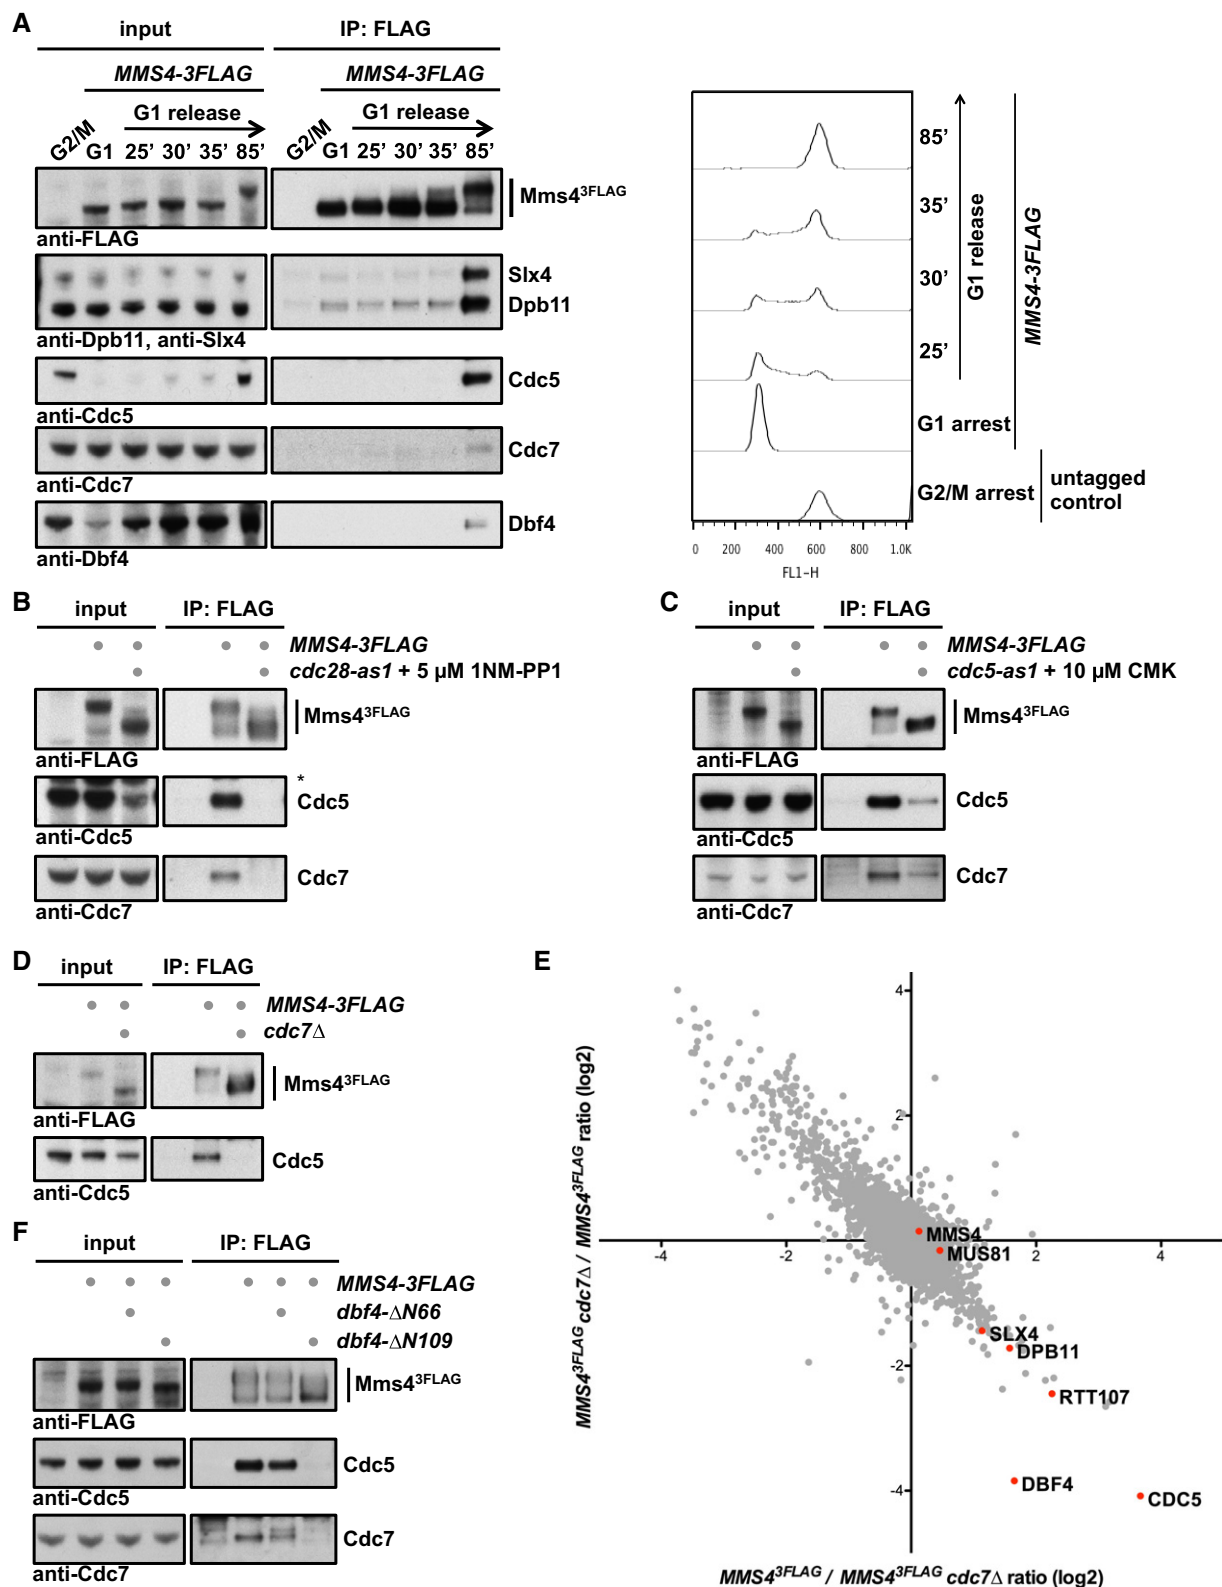 A
input
IP: FLAG
MMS4-3FLAG
MMS4-3FLAG
G1 release
G1 release
G2/M G1 25’ 30’ 35’ 85’
G2/M G1 25’ 30’ 35’ 85’
Mms4³ᶠᴸᴬᴳ
anti-FLAG
Slx4
Dpb11
anti-Dpb11, anti-Slx4
Cdc5
anti-Cdc5
Cdc7
anti-Cdc7
Dbf4
anti-Dbf4
85’
35’
30’
25’
G1 release
MMS4-3FLAG
G1 arrest
G2/M arrest
untagged
control
0 200 400 600 800 1.0K
FL1-H
B
input
IP: FLAG
MMS4-3FLAG
cdc28-as1 + 5 µM 1NM-PP1
Mms4³ᶠᴸᴬᴳ
anti-FLAG
*
Cdc5
anti-Cdc5
Cdc7
anti-Cdc7
C
input
IP: FLAG
MMS4-3FLAG
cdc5-as1 + 10 µM CMK
Mms4³ᶠᴸᴬᴳ
anti-FLAG
Cdc5
anti-Cdc5
Cdc7
anti-Cdc7
D
input
IP: FLAG
MMS4-3FLAG
cdc7Δ
Mms4³ᶠᴸᴬᴳ
anti-FLAG
Cdc5
anti-Cdc5
E
MMS4³ᶠᴸᴬᴳ cdc7Δ / MMS4³ᶠᴸᴬᴳ ratio (log2)
4
2
-2
-4
-4 -2 2 4
MMS4
MUS81
SLX4
DPB11
RTT107
DBF4
CDC5
MMS4³ᶠᴸᴬᴳ / MMS4³ᶠᴸᴬᴳ cdc7Δ ratio (log2)
F
input
IP: FLAG
MMS4-3FLAG
dbf4-ΔN66
dbf4-ΔN109
Mms4³ᶠᴸᴬᴳ
anti-FLAG
Cdc5
anti-Cdc5
Cdc7
anti-Cdc7